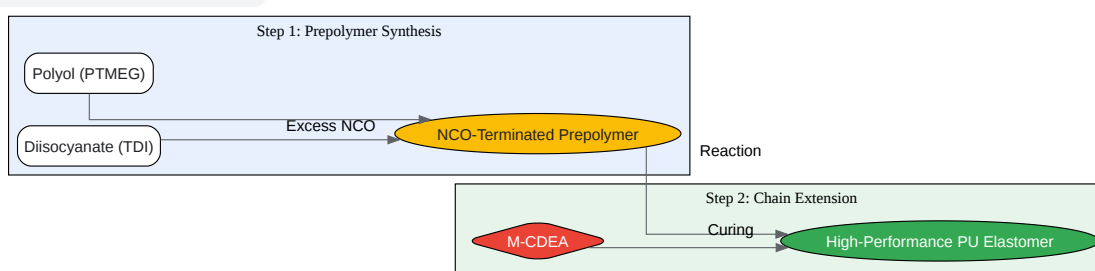 Step 1: Prepolymer Synthesis
Polyol (PTMEG)
Diisocyanate (TDI)
Excess NCO
NCO-Terminated Prepolymer
Reaction
Step 2: Chain Extension
M-CDEA
Curing
High-Performance PU Elastomer